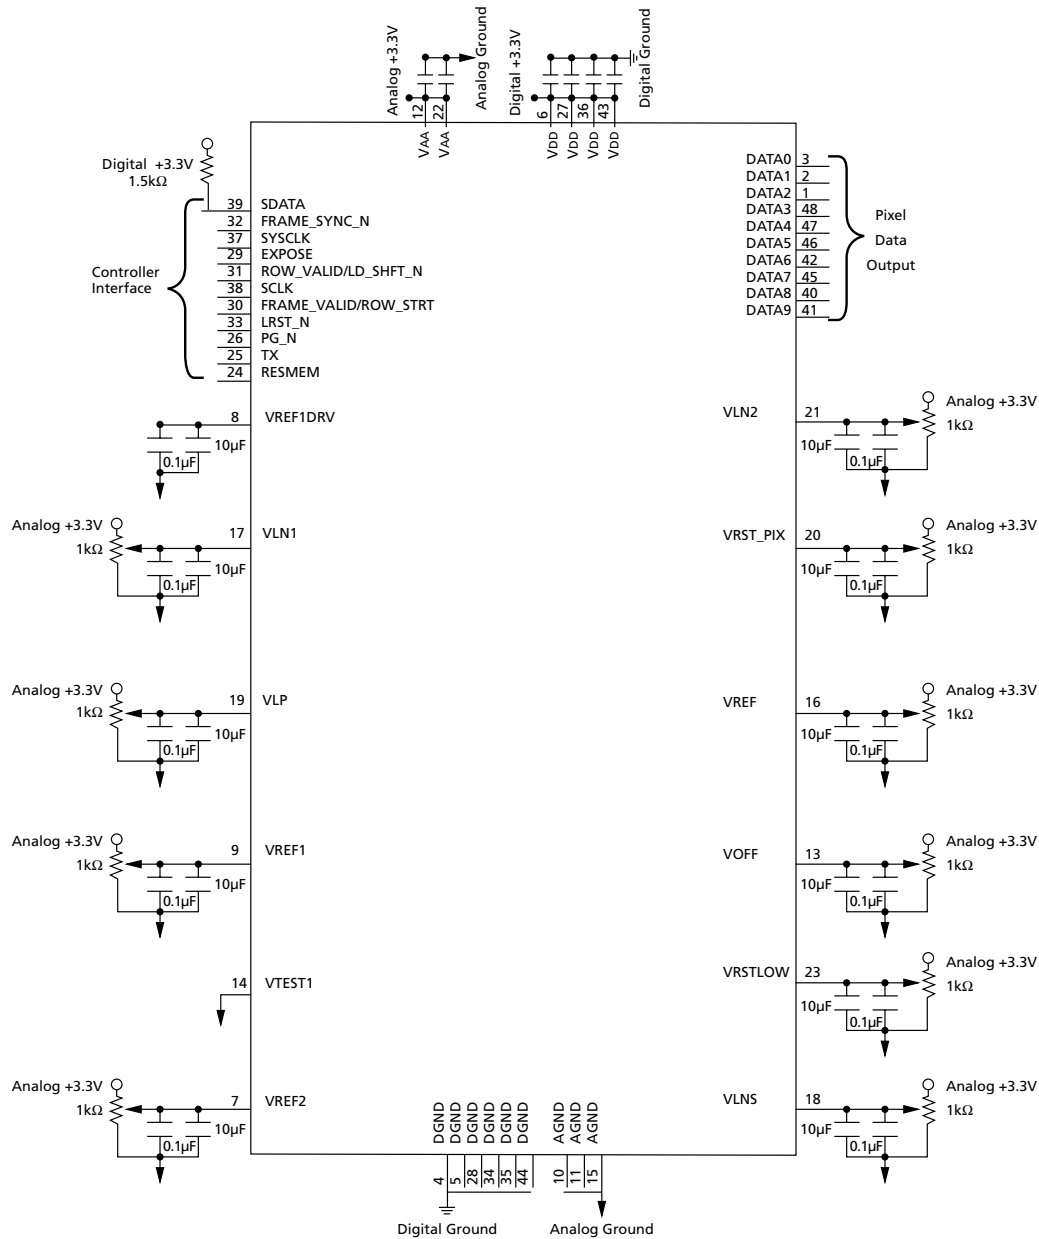 Analog +3.3V
Analog Ground
Digital +3.3V
Digital Ground
12
22
6
27
36
43
VAA
VAA
VDD
VDD
VDD
VDD
Digital +3.3V
1.5kΩ
Controller
Interface
39 SDATA
32 FRAME_SYNC_N
37 SYSCLK
29 EXPOSE
31 ROW_VALID/LD_SHFT_N
38 SCLK
30 FRAME_VALID/ROW_STRT
33 LRST_N
26 PG_N
25 TX
24 RESMEM
DATA0 3
DATA1 2
DATA2 1
DATA3 48
DATA4 47
DATA5 46
DATA6 42
DATA7 45
DATA8 40
DATA9 41
Pixel
Data
Output
8 VREF1DRV
10µF
0.1µF
VLN2 21
Analog +3.3V
1kΩ
10µF
0.1µF
Analog +3.3V
1kΩ
17 VLN1
10µF
0.1µF
VRST_PIX 20
Analog +3.3V
1kΩ
10µF
0.1µF
Analog +3.3V
1kΩ
19 VLP
10µF
0.1µF
VREF 16
Analog +3.3V
1kΩ
10µF
0.1µF
Analog +3.3V
1kΩ
9 VREF1
10µF
0.1µF
VOFF 13
Analog +3.3V
1kΩ
10µF
0.1µF
14 VTEST1
VRSTLOW 23
Analog +3.3V
1kΩ
10µF
0.1µF
Analog +3.3V
1kΩ
7 VREF2
10µF
0.1µF
VLNS 18
Analog +3.3V
1kΩ
10µF
0.1µF
DGND
DGND
DGND
DGND
DGND
DGND
AGND
AGND
AGND
4
5
28
34
35
44
10
11
15
Digital Ground
Analog Ground